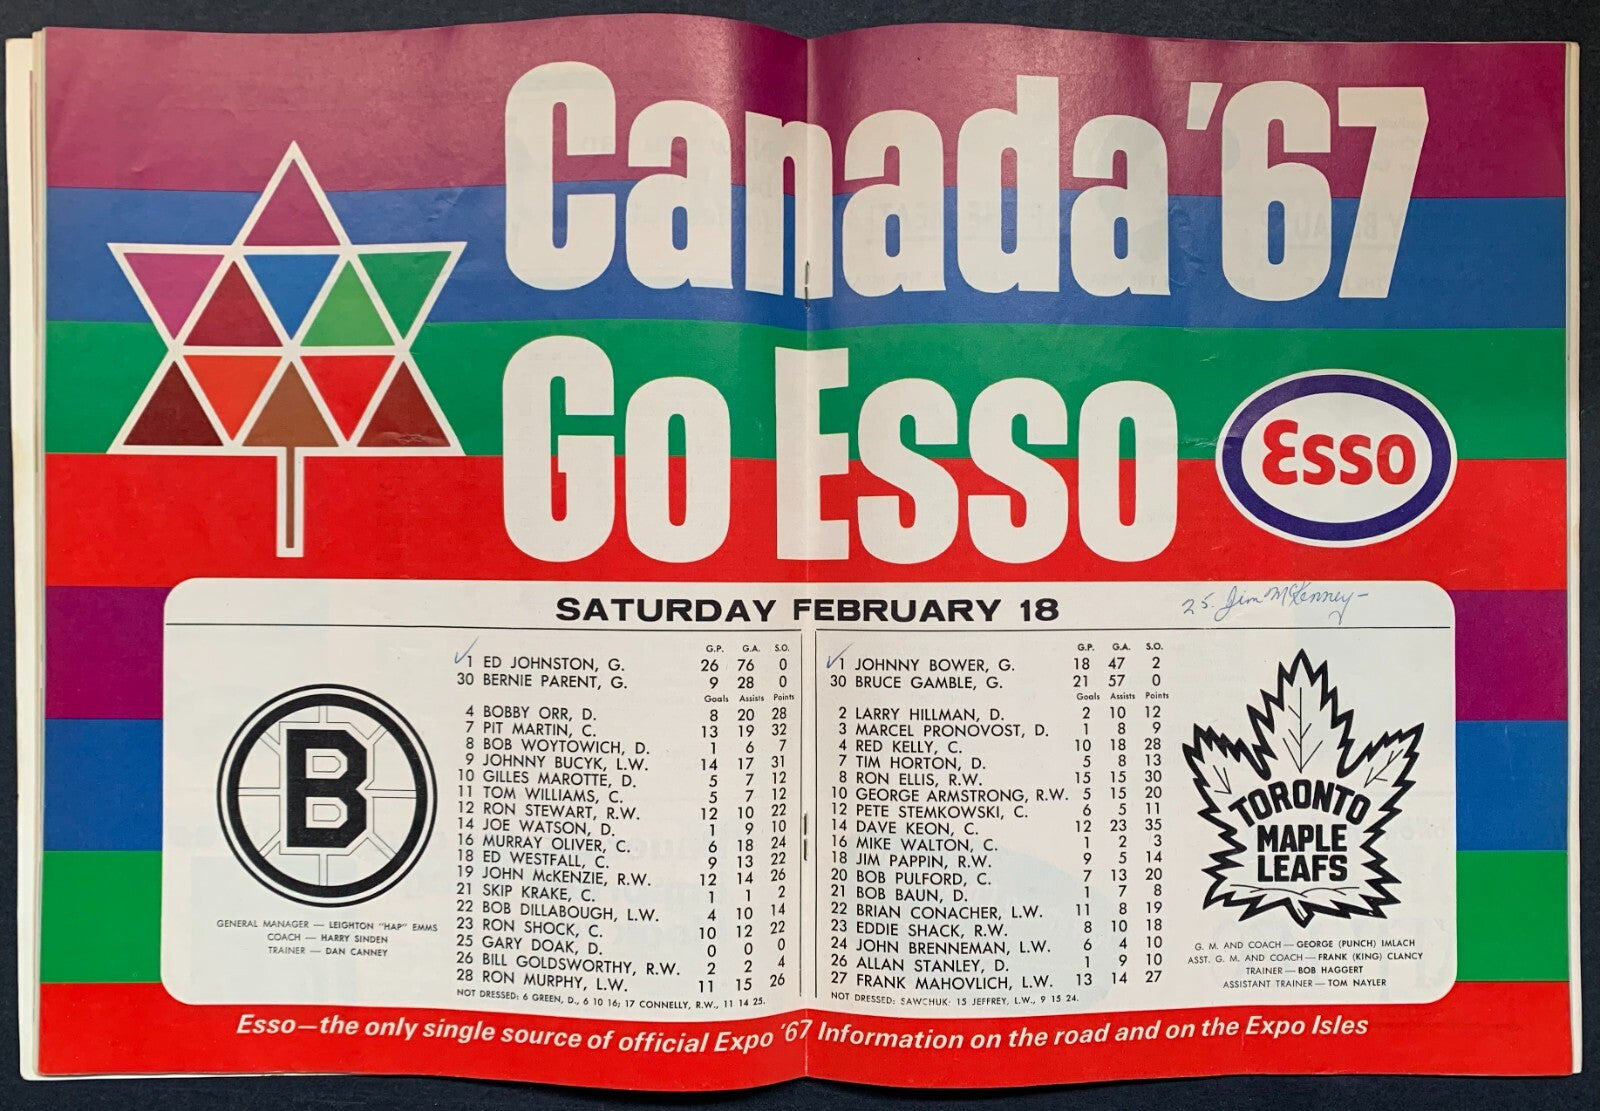 Canada '67
Go Esso
Esso
SATURDAY FEBRUARY 18
25. Jim McKenney-
G.P. G.A. S.O.
✓1 ED JOHNSTON, G. 26 76 0
30 BERNIE PARENT, G. 9 28 0
Goals Assists Points
4 BOBBY ORR, D. 8 20 28
7 PIT MARTIN, C. 13 19 32
8 BOB WOYTOWICH, D. 1 6 7
9 JOHNNY BUCYK, L.W. 14 17 31
10 GILLES MAROTTE, D. 5 7 12
11 TOM WILLIAMS, C. 5 7 12
12 RON STEWART, R.W. 12 10 22
14 JOE WATSON, D. 1 9 10
16 MURRAY OLIVER, C. 6 18 24
18 ED WESTFALL, C. 9 13 22
19 JOHN McKENZIE, R.W. 12 14 26
21 SKIP KRAKE, C. 1 1 2
22 BOB DILLABOUGH, L.W. 4 10 14
23 RON SHOCK, C. 10 12 22
25 GARY DOAK, D. 0 0 0
26 BILL GOLDSWORTHY, R.W. 2 2 4
28 RON MURPHY, L.W. 11 15 26
NOT DRESSED: 6 GREEN, D., 6 10 16; 17 CONNELLY, R.W., 11 14 25.
B
GENERAL MANAGER — LEIGHTON "HAP" EMMS
COACH — HARRY SINDEN
TRAINER — DAN CANNEY
G.P. G.A. S.O.
✓1 JOHNNY BOWER, G. 18 47 2
30 BRUCE GAMBLE, G. 21 57 0
Goals Assists Points
2 LARRY HILLMAN, D. 2 10 12
3 MARCEL PRONOVOST, D. 1 8 9
4 RED KELLY, C. 10 18 28
7 TIM HORTON, D. 5 8 13
8 RON ELLIS, R.W. 15 15 30
10 GEORGE ARMSTRONG, R.W. 5 15 20
12 PETE STEMKOWSKI, C. 6 5 11
14 DAVE KEON, C. 12 23 35
16 MIKE WALTON, C. 1 2 3
18 JIM PAPPIN, R.W. 9 5 14
20 BOB PULFORD, C. 7 13 20
21 BOB BAUN, D. 1 7 8
22 BRIAN CONACHER, L.W. 11 8 19
23 EDDIE SHACK, R.W. 8 10 18
24 JOHN BRENNEMAN, L.W. 6 4 10
26 ALLAN STANLEY, D. 1 9 10
27 FRANK MAHOVLICH, L.W. 13 14 27
NOT DRESSED: SAWCHUK; 15 JEFFREY, L.W., 9 15 24.
TORONTO
MAPLE
LEAFS
G. M. AND COACH — GEORGE (PUNCH) IMLACH
ASST. G. M. AND COACH — FRANK (KING) CLANCY
TRAINER — BOB HAGGERT
ASSISTANT TRAINER — TOM NAYLER
Esso—the only single source of official Expo '67 Information on the road and on the Expo Isles